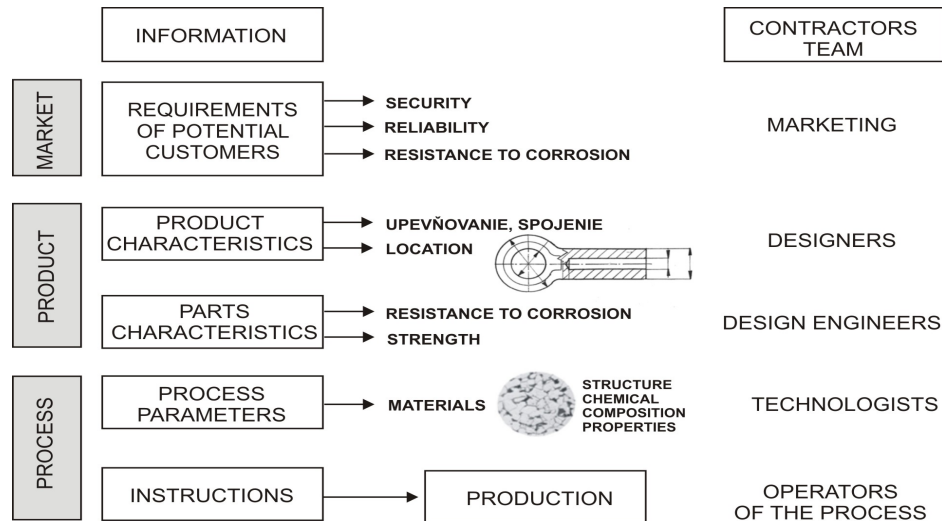 INFORMATION
CONTRACTORS
TEAM
MARKET
REQUIREMENTS
OF POTENTIAL
CUSTOMERS
SECURITY
RELIABILITY
RESISTANCE TO CORROSION
MARKETING
PRODUCT
PRODUCT
CHARACTERISTICS
UPEVŇOVANIE, SPOJENIE
LOCATION
DESIGNERS
PARTS
CHARACTERISTICS
RESISTANCE TO CORROSION
STRENGTH
DESIGN ENGINEERS
PROCESS
PROCESS
PARAMETERS
MATERIALS
STRUCTURE
CHEMICAL
COMPOSITION
PROPERTIES
TECHNOLOGISTS
INSTRUCTIONS
PRODUCTION
OPERATORS
OF THE PROCESS